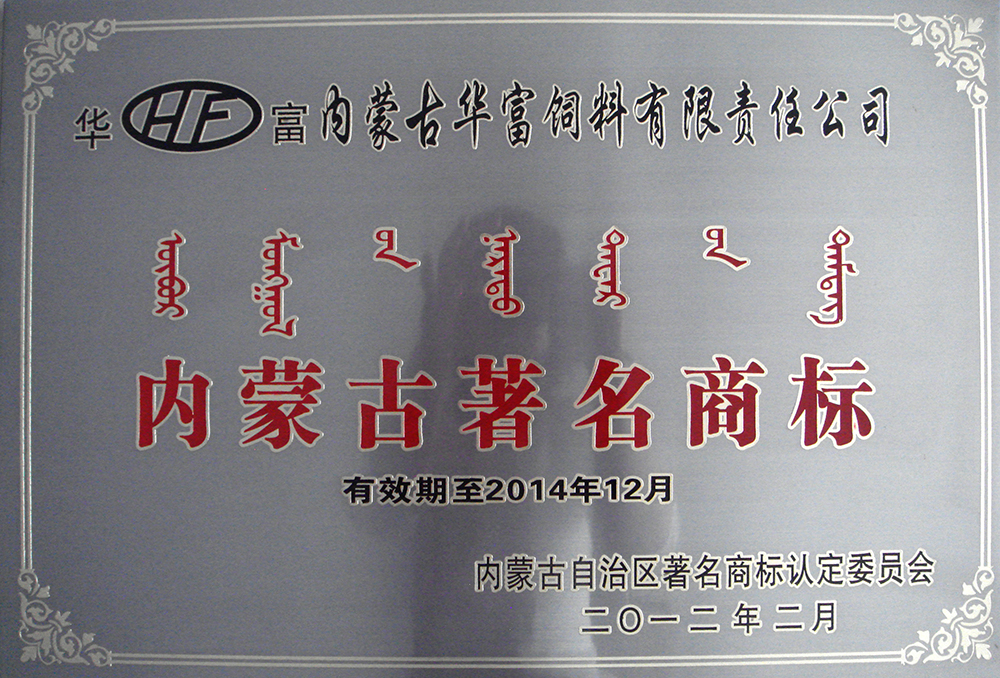 华 HF 富 内蒙古华富饲料有限责任公司
内蒙古著名商标
有效期至2014年12月
内蒙古自治区著名商标认定委员会
二〇一二年二月